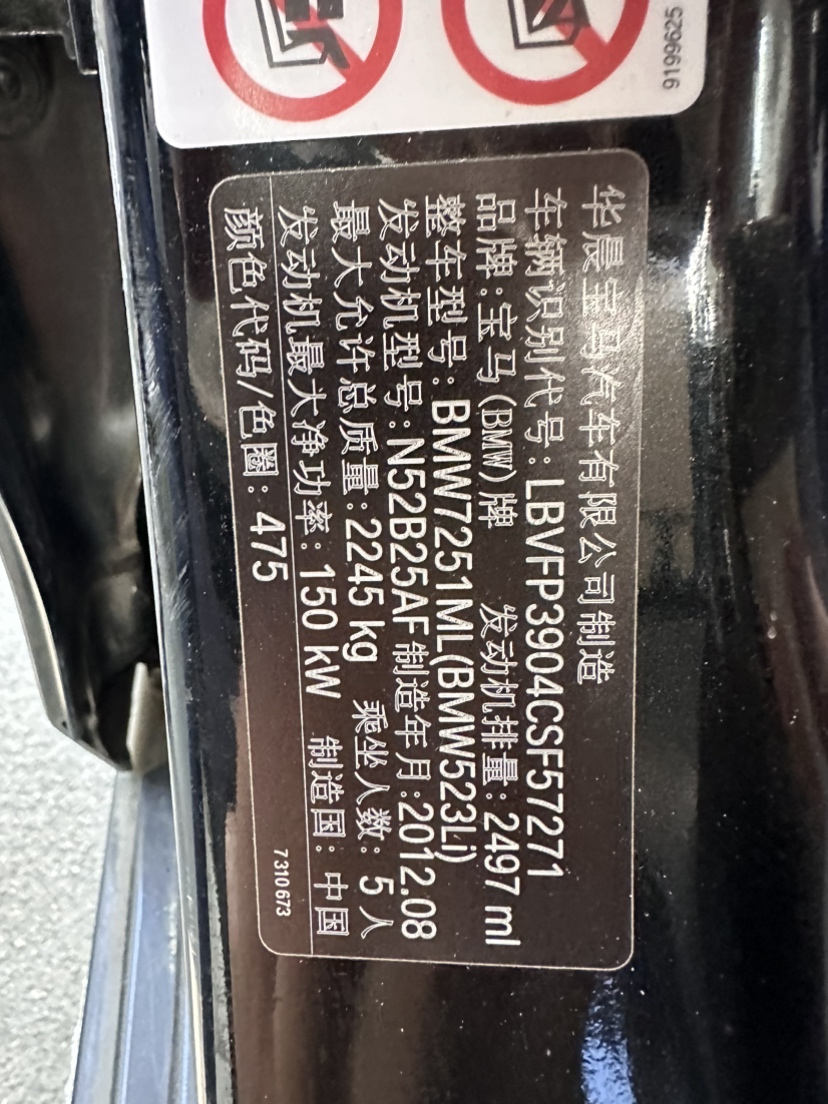 9199625
华晨宝马汽车有限公司制造
车辆识别代号:LBVFP3904CSF57271
品牌:宝马(BMW)牌 发动机排量:2497 ml
整车型号:BMW7251ML(BMW523Li)
发动机型号:N52B25AF 制造年月:2012.08
最大允许总质量:2245 kg 乘坐人数: 5 人
发动机最大净功率:150 kW 制造国: 中国
颜色代码/色圈: 475
7 310 673